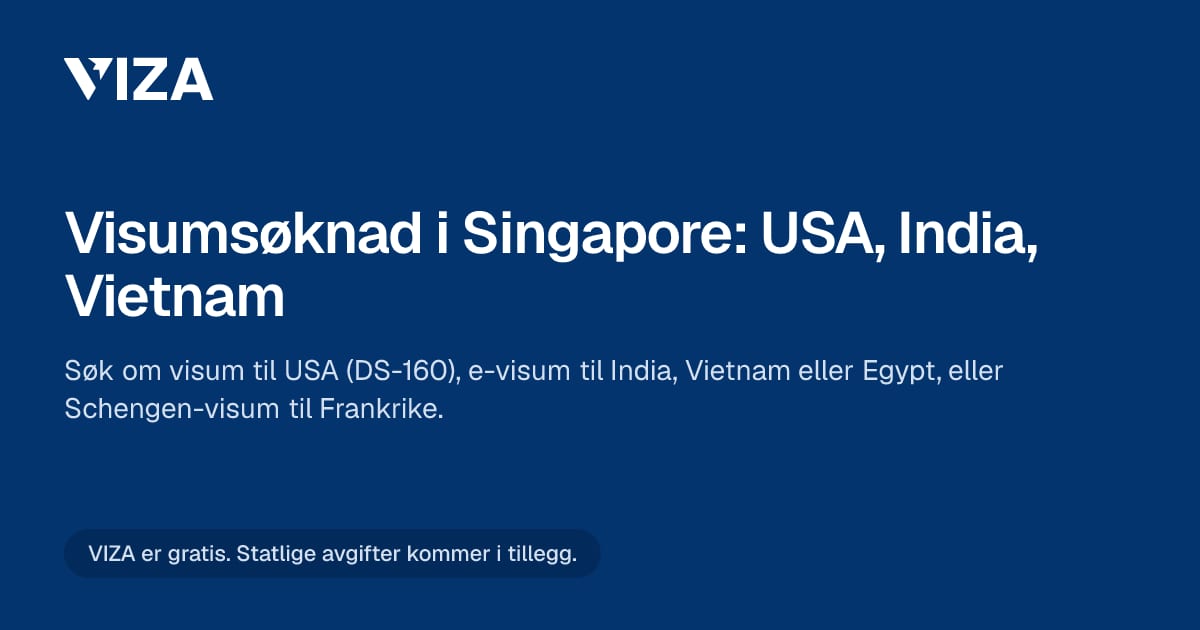 VIZA
Visumsøknad i Singapore: USA, India,
Vietnam
Søk om visum til USA (DS-160), e-visum til India, Vietnam eller Egypt, eller
Schengen-visum til Frankrike.
VIZA er gratis. Statlige avgifter kommer i tillegg.